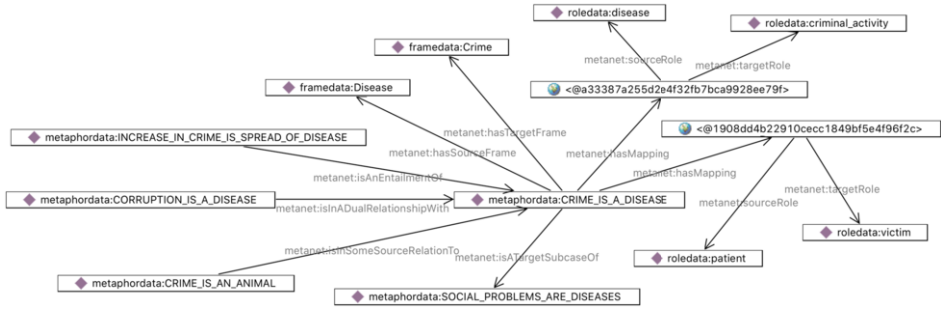 roledata:disease
roledata:criminal_activity
framedata:Crime
metanet:sourceRole
metanet:targetRole
framedata:Disease
<@a33387a255d2e4f32fb7bca9928ee79f>
<@1908dd4b22910cecc1849bf5e4f96f2c>
metaphordata:INCREASE_IN_CRIME_IS_SPREAD_OF_DISEASE
metanet:hasTargetFrame
metanet:hasSourceFrame
metanet:hasMapping
metanet:isAnEntailmentOf
metanet:hasMapping
metanet:targetRole
metaphordata:CORRUPTION_IS_A_DISEASE
metanet:isInADualRelationshipWith
metaphordata:CRIME_IS_A_DISEASE
metanet:sourceRole
roledata:victim
metanet:isInSomeSourceRelationTo
metanet:isATargetSubcaseOf
roledata:patient
metaphordata:CRIME_IS_AN_ANIMAL
metaphordata:SOCIAL_PROBLEMS_ARE_DISEASES